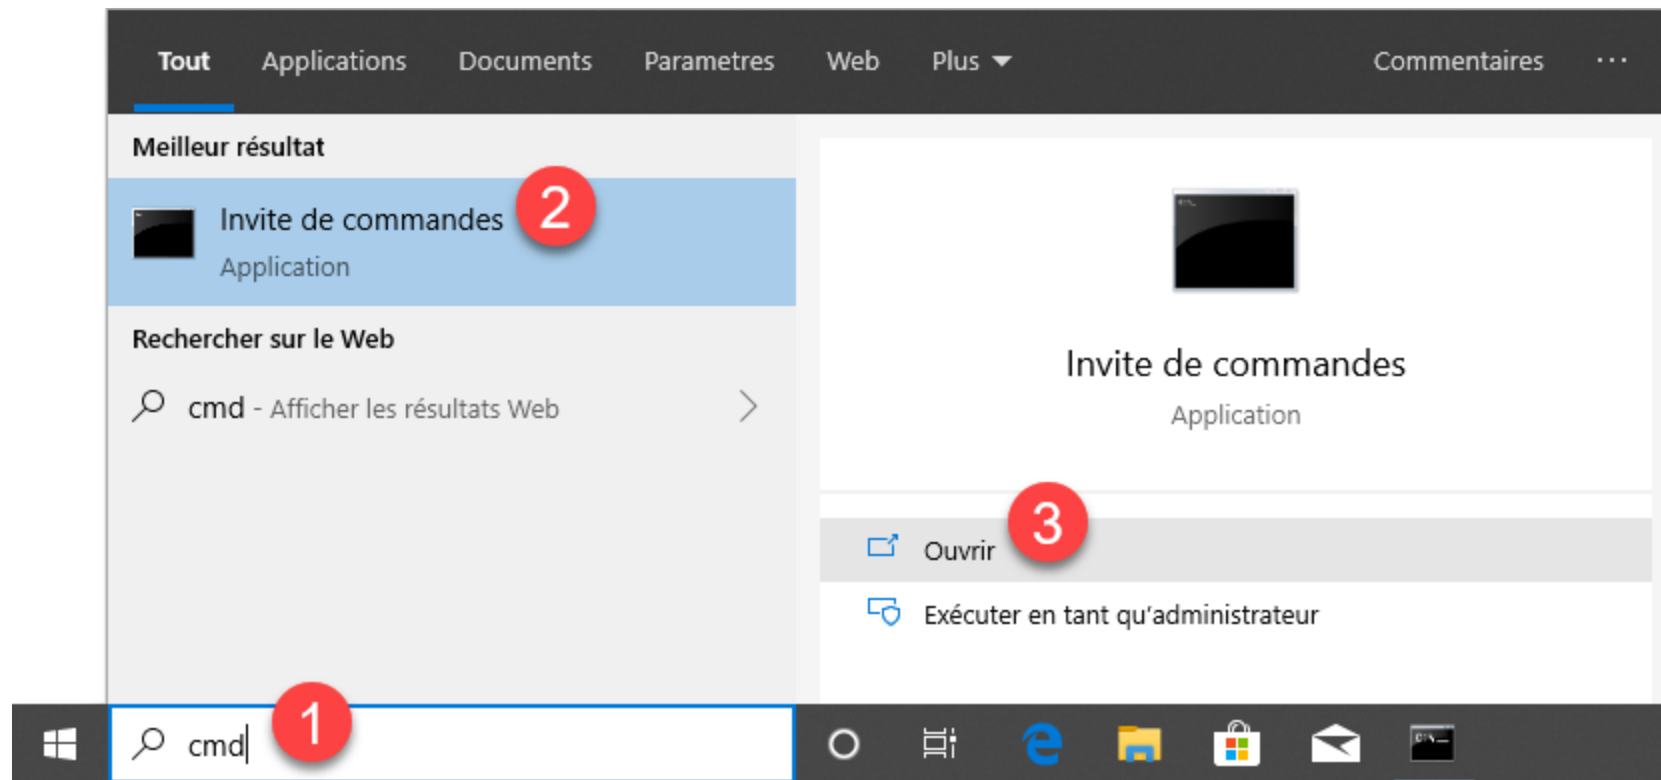 Tout Applications Documents Parametres Web Plus Commentaires ...
Meilleur résultat
Invite de commandes 2
Application
Rechercher sur le Web
cmd - Afficher les résultats Web
Invite de commandes
Application
Ouvrir 3
Exécuter en tant qu'administrateur
cmd 1